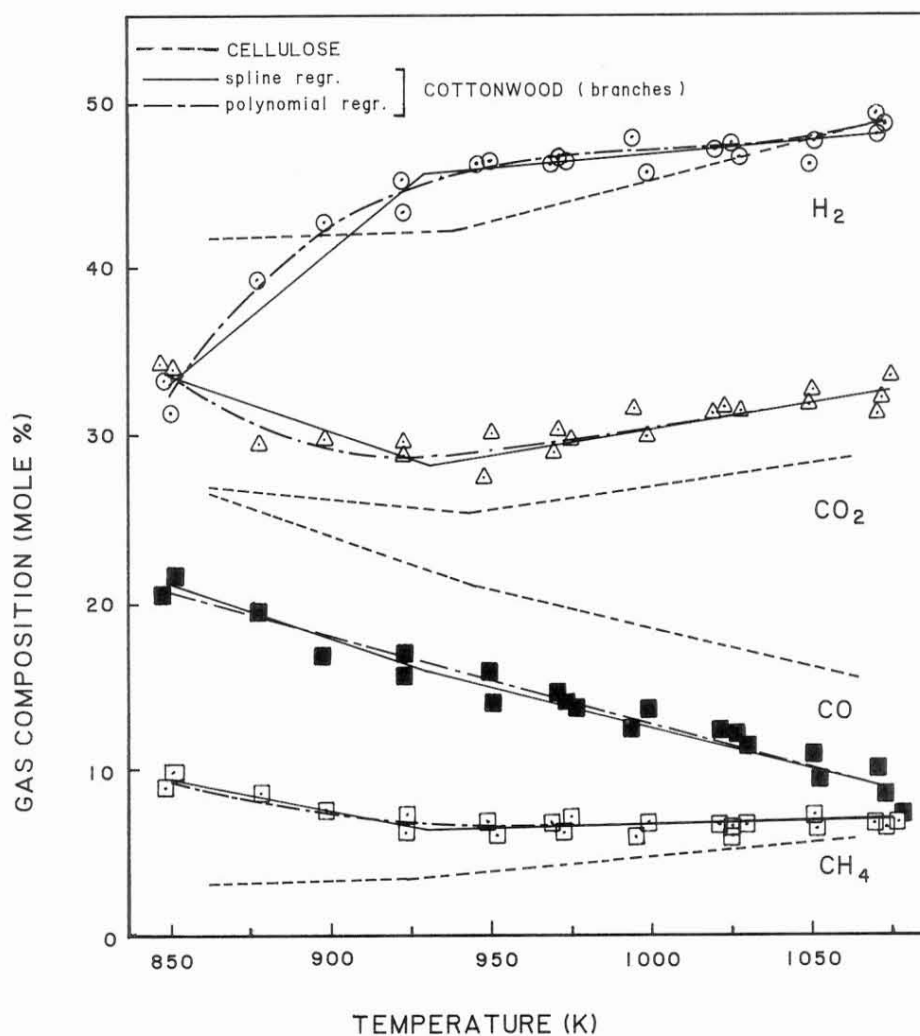 CELLULOSE
spline regr.
polynomial regr.
COTTONWOOD (branches)
50
40
30
20
10
0
H2
CO2
CO
CH4
850
900
950
1000
1050
GAS COMPOSITION (MOLE %)
TEMPERATURE (K)